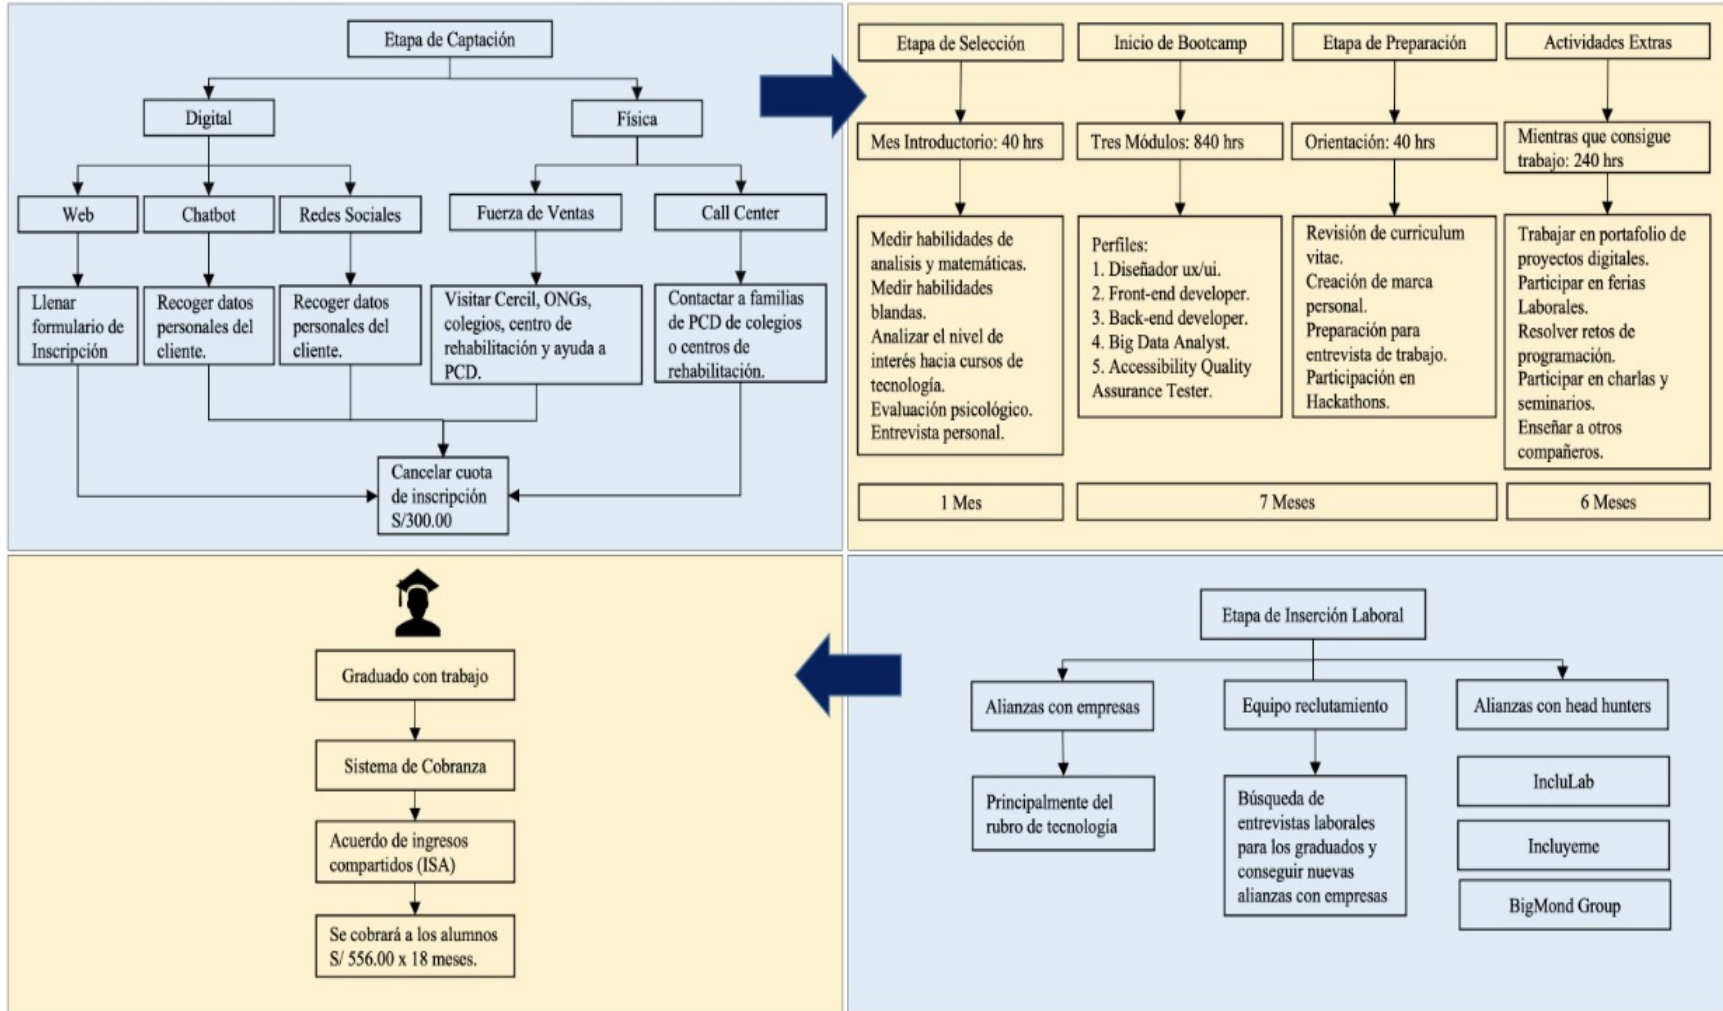 Etapa de Captación
Digital
Física
Web
Chatbot
Redes Sociales
Fuerza de Ventas
Call Center
Llenar
formulario de
Inscripción
Recoger datos
personales del
cliente.
Recoger datos
personales del
cliente.
Visitar Cercil, ONGs,
colegios, centro de
rehabilitación y ayuda a
PCD.
Contactar a familias
de PCD de colegios
o centros de
rehabilitación.
Cancelar cuota
de inscripción
S/300.00
Etapa de Selección
Inicio de Bootcamp
Etapa de Preparación
Actividades Extras
Mes Introductorio: 40 hrs
Tres Módulos: 840 hrs
Orientación: 40 hrs
Mientras que consigue
trabajo: 240 hrs
Medir habilidades de
analisis y matemáticas.
Medir habilidades
blandas.
Analizar el nivel de
interés hacia cursos de
tecnología.
Evaluación psicológico.
Entrevista personal.
Perfiles:
1. Diseñador ux/ui.
2. Front-end developer.
3. Back-end developer.
4. Big Data Analyst.
5. Accessibility Quality
Assurance Tester.
Revisión de curriculum
vitae.
Creación de marca
personal.
Preparación para
entrevista de trabajo.
Participación en
Hackathons.
Trabajar en portafolio de
proyectos digitales.
Participar en ferias
Laborales.
Resolver retos de
programación.
Participar en charlas y
seminarios.
Enseñar a otros
compañeros.
1 Mes
7 Meses
6 Meses
Graduado con trabajo
Sistema de Cobranza
Acuerdo de ingresos
compartidos (ISA)
Se cobrará a los alumnos
S/ 556.00 x 18 meses.
Etapa de Inserción Laboral
Alianzas con empresas
Equipo reclutamiento
Alianzas con head hunters
Principalmente del
rubro de tecnología
Búsqueda de
entrevistas laborales
para los graduados y
conseguir nuevas
alianzas con empresas
IncluLab
Incluyeme
BigMond Group